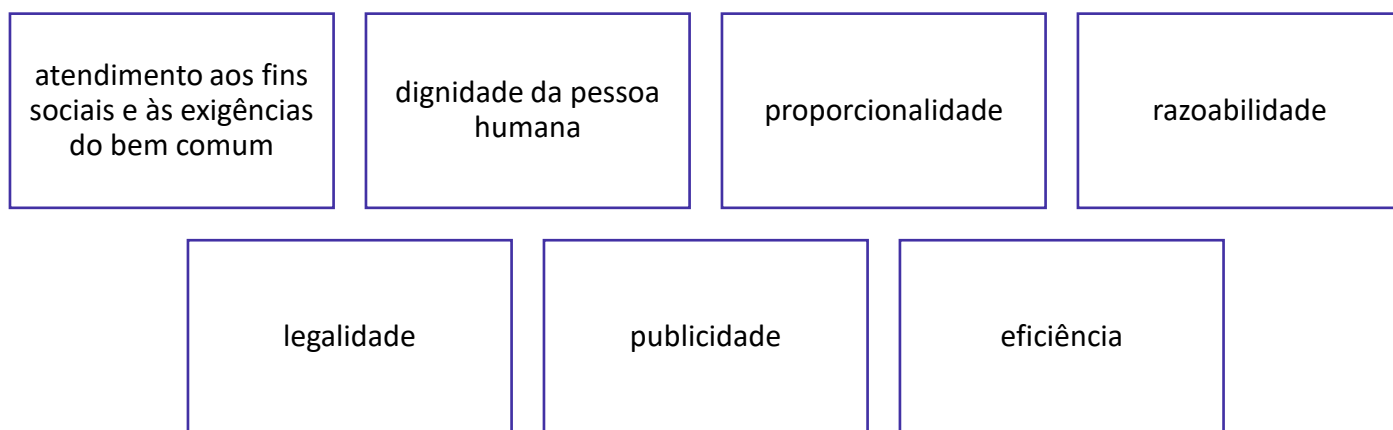 atendimento aos fins
sociais e às exigências
do bem comum
dignidade da pessoa
humana
proporcionalidade
razoabilidade
legalidade
publicidade
eficiência